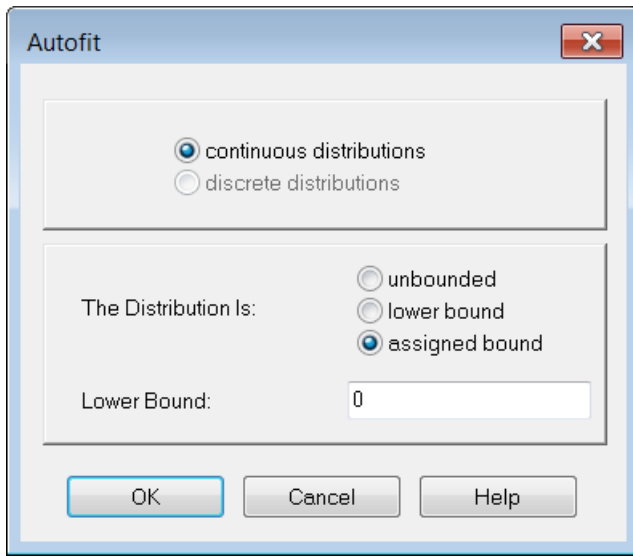 Autofit
continuous distributions
discrete distributions
unbounded
The Distribution Is:
lower bound
assigned bound
Lower Bound:
0
OK
Cancel
Help